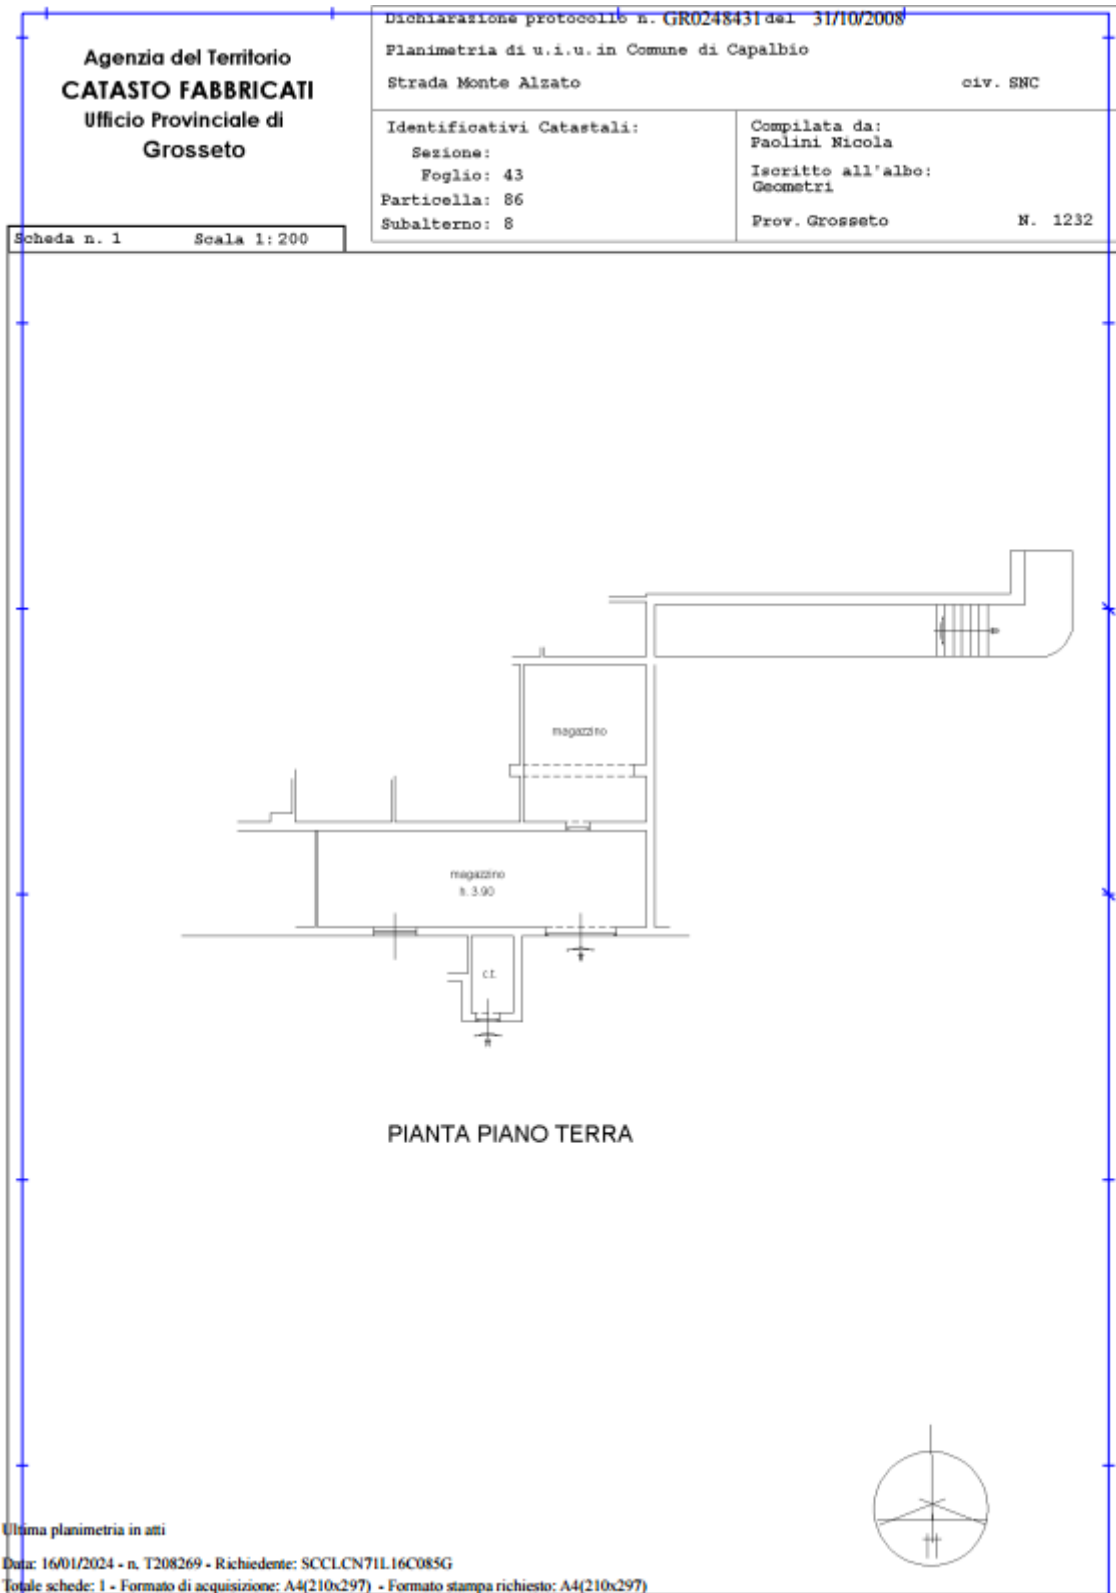 Agenzia del Territorio
CATASTO FABBRICATI
Ufficio Provinciale di
Grosseto
Dichiarazione protocollo n. GR0248431 del 31/10/2008
Planimetria di u.i.u. in Comune di Capalbio
Strada Monte Alzato civ. SNC
Identificativi Catastali:
Sezione:
Foglio: 43
Particella: 86
Subalterno: 8
Compilata da:
Paolini Nicola
Iscritto all'albo:
Geometri
Prov. Grosseto N. 1232
Scheda n. 1 Scala 1:200
magazzino
magazzino
h. 3.90
c.t.
PIANTA PIANO TERRA
Ultima planimetria in atti
Data: 16/01/2024 - n. T208269 - Richiedente: SCCLCN71L16C085G
Totale schede: 1 - Formato di acquisizione: A4(210x297) - Formato stampa richiesto: A4(210x297)